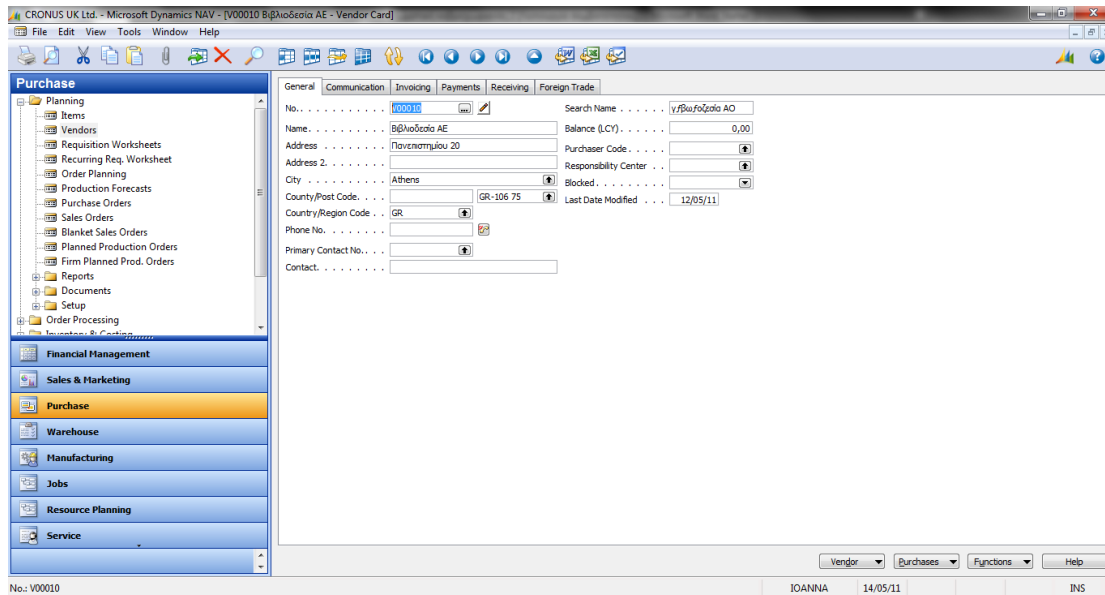 CRONUS UK Ltd. - Microsoft Dynamics NAV - [V00010 Βιβλιοδεσία ΑΕ - Vendor Card]
File Edit View Tools Window Help
Purchase
Planning
Items
Vendors
Requisition Worksheets
Recurring Req. Worksheet
Order Planning
Production Forecasts
Purchase Orders
Sales Orders
Blanket Sales Orders
Planned Production Orders
Firm Planned Prod. Orders
Reports
Documents
Setup
Order Processing
Inventory & Costing
Financial Management
Sales & Marketing
Purchase
Warehouse
Manufacturing
Jobs
Resource Planning
Service
General Communication Invoicing Payments Receiving Foreign Trade
No. . . . . . . . . . . . V00010
Name. . . . . . . . . . . Βιβλιοδεσία ΑΕ
Address . . . . . . . . . Πανεπιστημίου 20
Address 2. . . . . . . .
City . . . . . . . . . . Athens
County/Post Code. . . . GR-106 75
Country/Region Code . . GR
Phone No. . . . . . . .
Primary Contact No. . . .
Contact. . . . . . . . .
Search Name . . . . . .
Balance (LCY) . . . . . 0,00
Purchaser Code . . . . .
Responsibility Center . .
Blocked. . . . . . . . .
Last Date Modified . . . 12/05/11
Vendor Purchases Functions Help
No.: V00010 IOANNA 14/05/11 INS